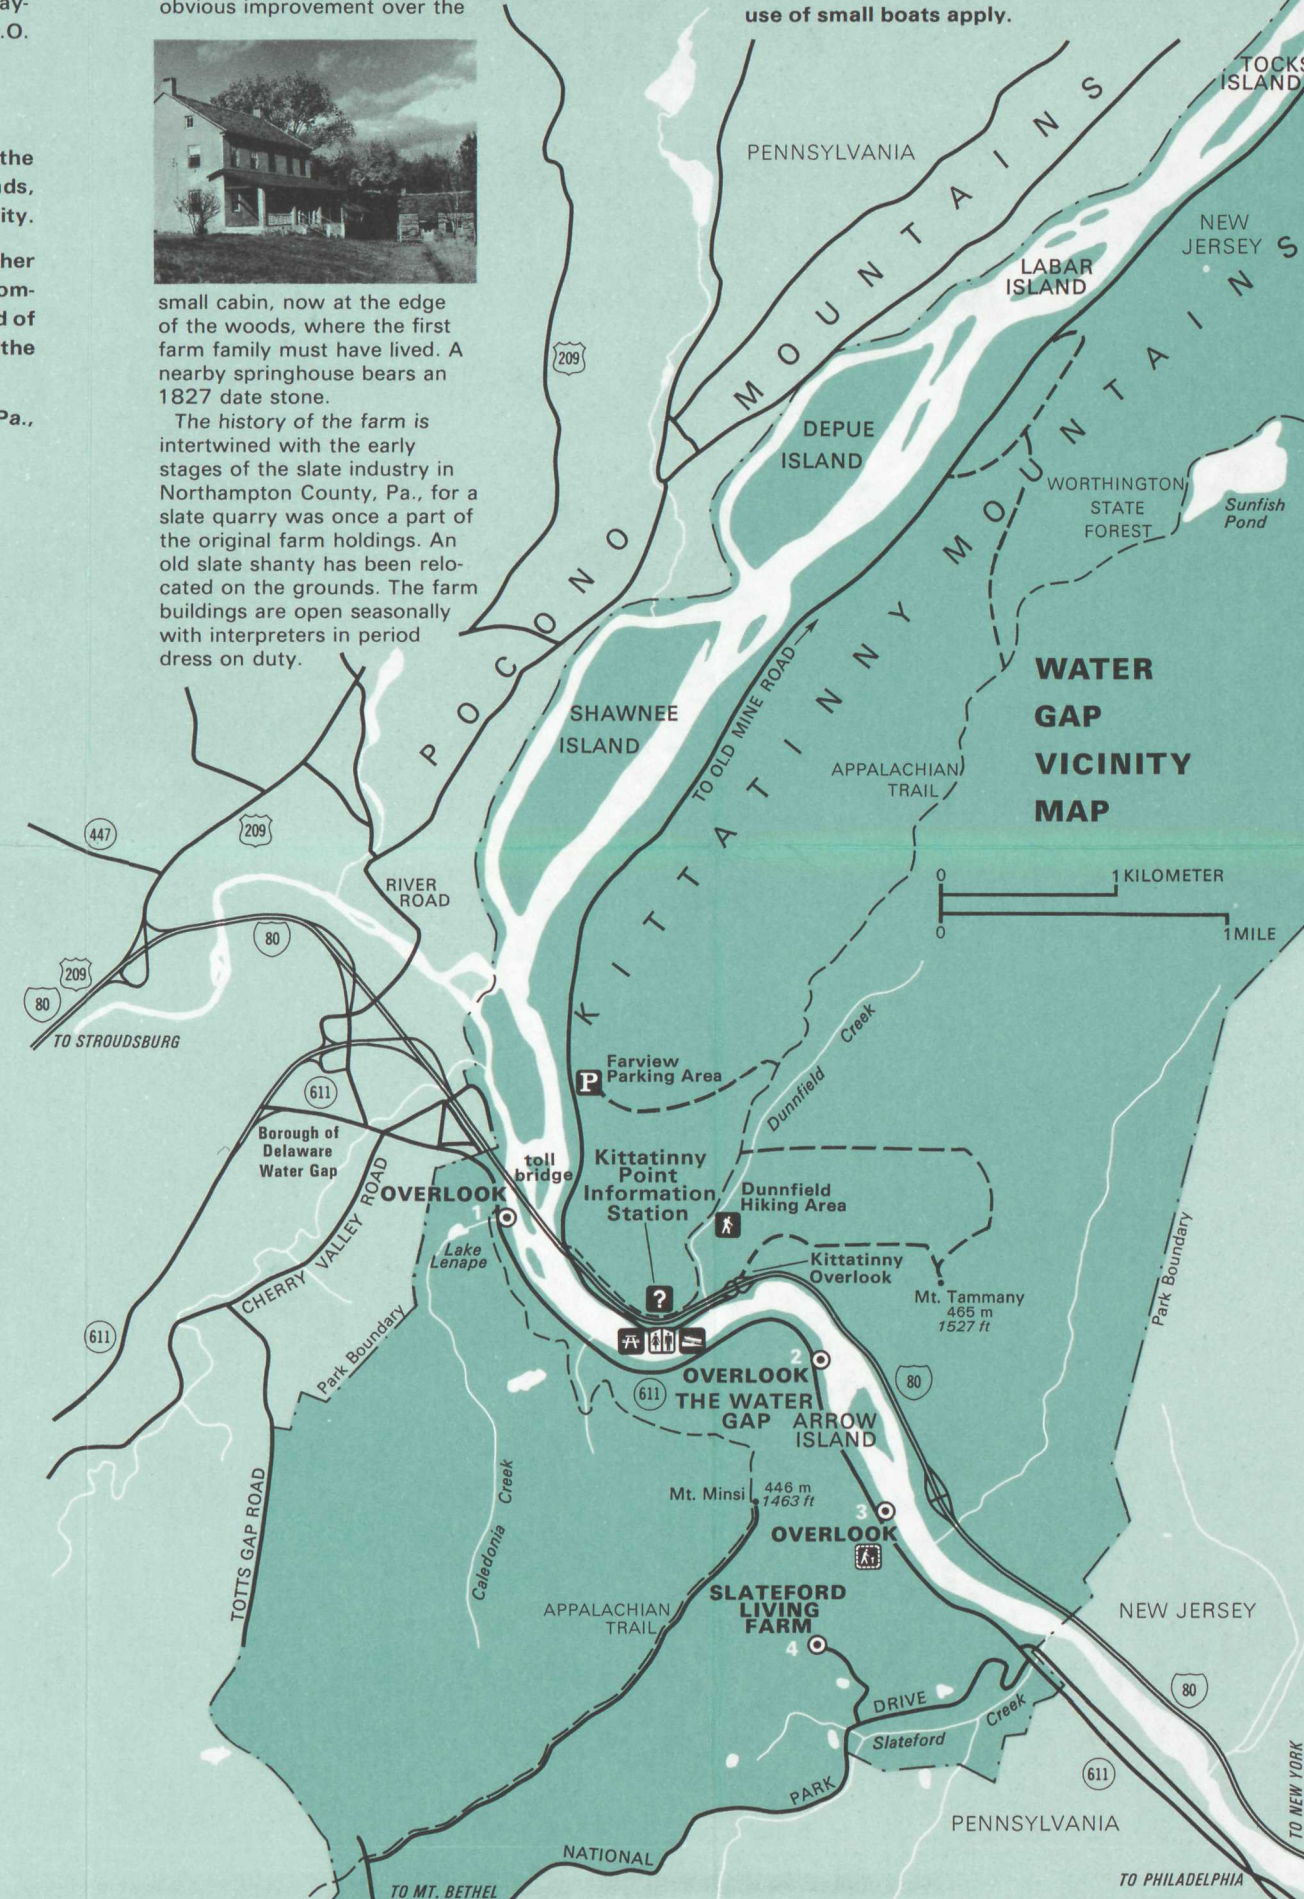 ay-
.O.
the
ds,
ity.
her
om-
d of
the
Pa.,
obvious improvement over the
small cabin, now at the edge
of the woods, where the first
farm family must have lived. A
nearby springhouse bears an
1827 date stone.
The history of the farm is
intertwined with the early
stages of the slate industry in
Northampton County, Pa., for a
slate quarry was once a part of
the original farm holdings. An
old slate shanty has been relo-
cated on the grounds. The farm
buildings are open seasonally
with interpreters in period
dress on duty.
use of small boats apply.
TOCKS
ISLAND
PENNSYLVANIA
POCONO MOUNTAINS
NEW
JERSEY
LABAR
ISLAND
209
DEPUE
ISLAND
KITTATINNY MOUNTAINS
WORTHINGTON
STATE
FOREST
Sunfish
Pond
WATER
GAP
VICINITY
MAP
SHAWNEE
ISLAND
TO OLD MINE ROAD
APPALACHIAN
TRAIL
447
209
RIVER
ROAD
0 1 KILOMETER
0 1 MILE
80
209
80
TO STROUDSBURG
Farview
Parking Area
P
Dunnfield Creek
611
Borough of
Delaware
Water Gap
toll
bridge
Kittatinny
Point
Information
Station
Dunnfield
Hiking Area
OVERLOOK
1
Lake
Lenape
CHERRY VALLEY ROAD
Kittatinny
Overlook
?
Mt. Tammany
465 m
1527 ft
Park Boundary
Park Boundary
611
2
OVERLOOK
611
THE WATER
GAP
ARROW
ISLAND
80
TOTTS GAP ROAD
Caledonia Creek
Mt. Minsi
446 m
1463 ft
3
OVERLOOK
SLATEFORD
LIVING
FARM
4
APPALACHIAN
TRAIL
NEW JERSEY
80
DRIVE
Slateford Creek
PARK
NATIONAL
611
PENNSYLVANIA
TO NEW YORK
TO PHILADELPHIA
TO MT. BETHEL